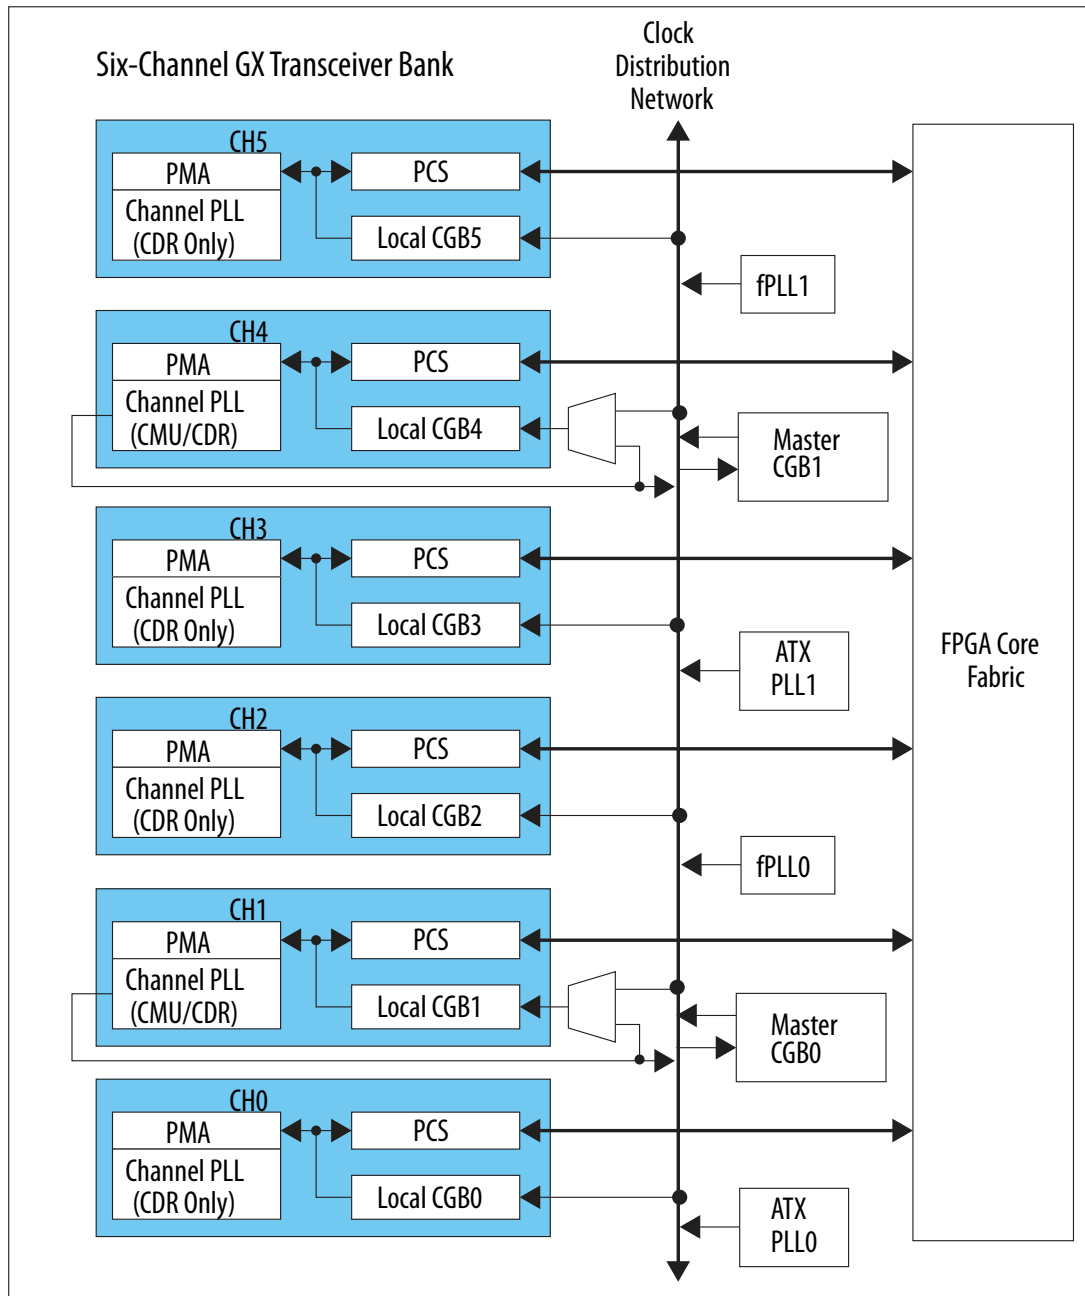 Six-Channel GX Transceiver Bank
Clock
Distribution
Network
CH5
PMA
Channel PLL
(CDR Only)
PCS
Local CGB5
fPLL1
CH4
PMA
Channel PLL
(CMU/CDR)
PCS
Local CGB4
Master
CGB1
CH3
PMA
Channel PLL
(CDR Only)
PCS
Local CGB3
ATX
PLL1
FPGA Core
Fabric
CH2
PMA
Channel PLL
(CDR Only)
PCS
Local CGB2
fPLL0
CH1
PMA
Channel PLL
(CMU/CDR)
PCS
Local CGB1
Master
CGB0
CH0
PMA
Channel PLL
(CDR Only)
PCS
Local CGB0
ATX
PLL0